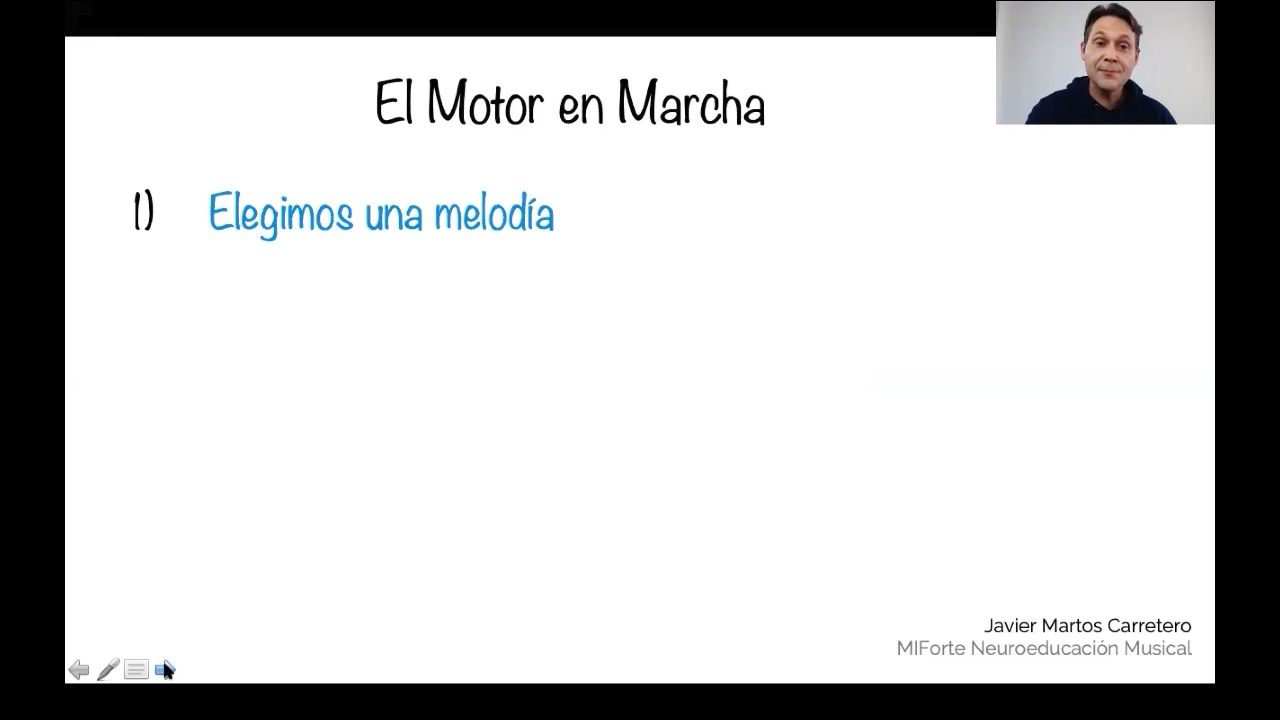 El Motor en Marcha
1) Elegimos una melodía
Javier Martos Carretero
MIForte Neuroeducación Musical